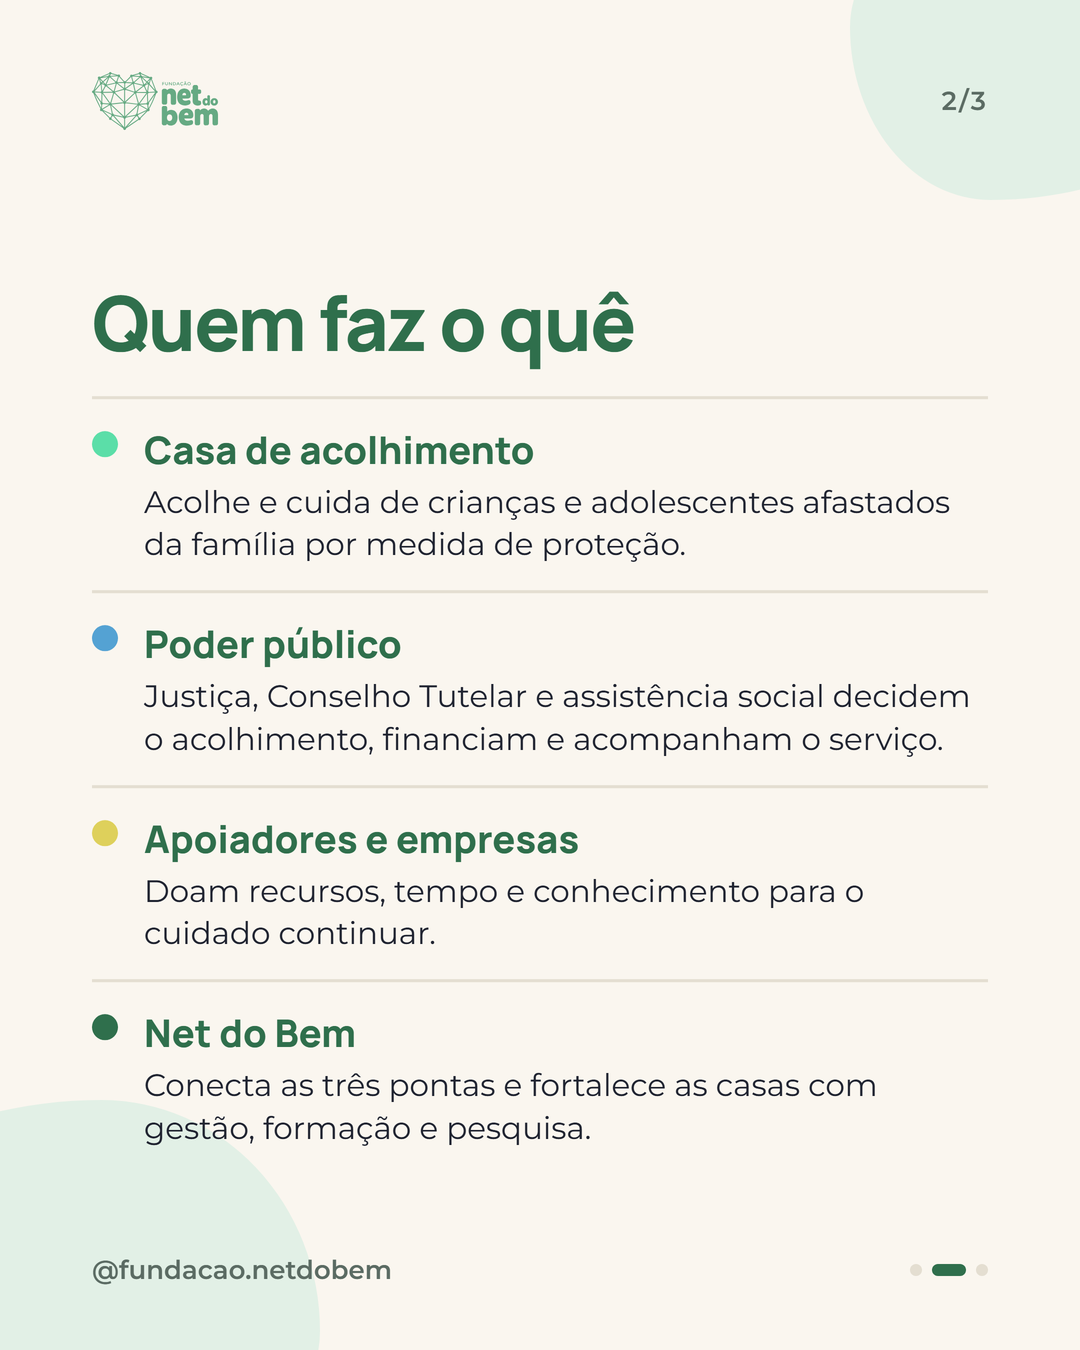 FUNDAÇÃO
net do
bem
2/3
Quem faz o quê
Casa de acolhimento
Acolhe e cuida de crianças e adolescentes afastados
da família por medida de proteção.
Poder público
Justiça, Conselho Tutelar e assistência social decidem
o acolhimento, financiam e acompanham o serviço.
Apoiadores e empresas
Doam recursos, tempo e conhecimento para o
cuidado continuar.
Net do Bem
Conecta as três pontas e fortalece as casas com
gestão, formação e pesquisa.
@fundacao.netdobem